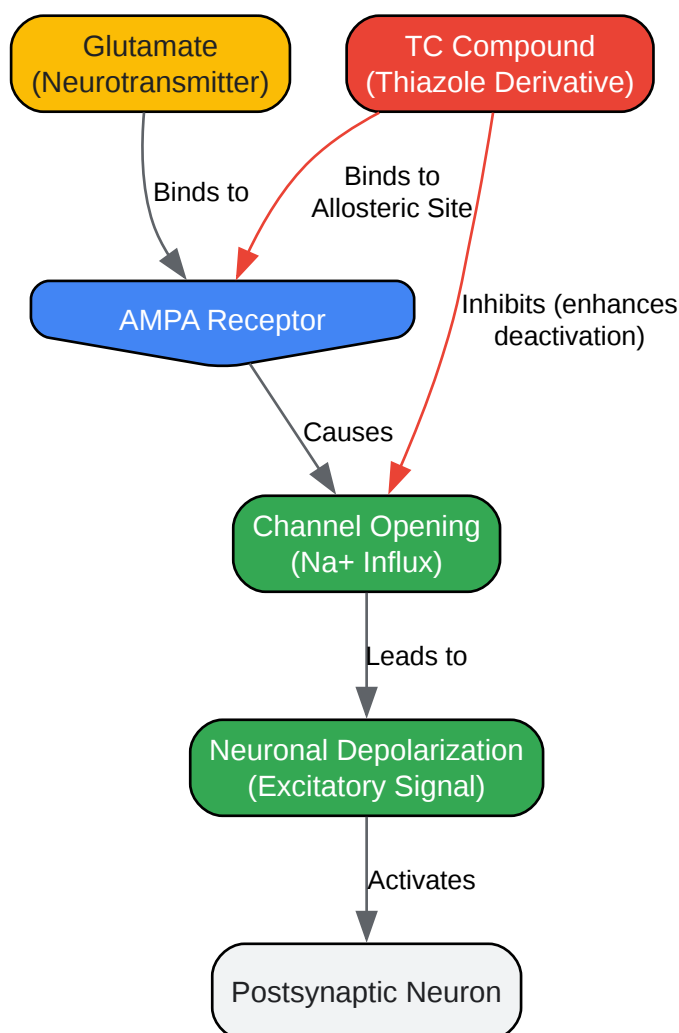 Glutamate
(Neurotransmitter)
TC Compound
(Thiazole Derivative)
Binds to
Binds to
Allosteric Site
AMPA Receptor
Inhibits (enhances
deactivation)
Causes
Channel Opening
(Na+ Influx)
Leads to
Neuronal Depolarization
(Excitatory Signal)
Activates
Postsynaptic Neuron